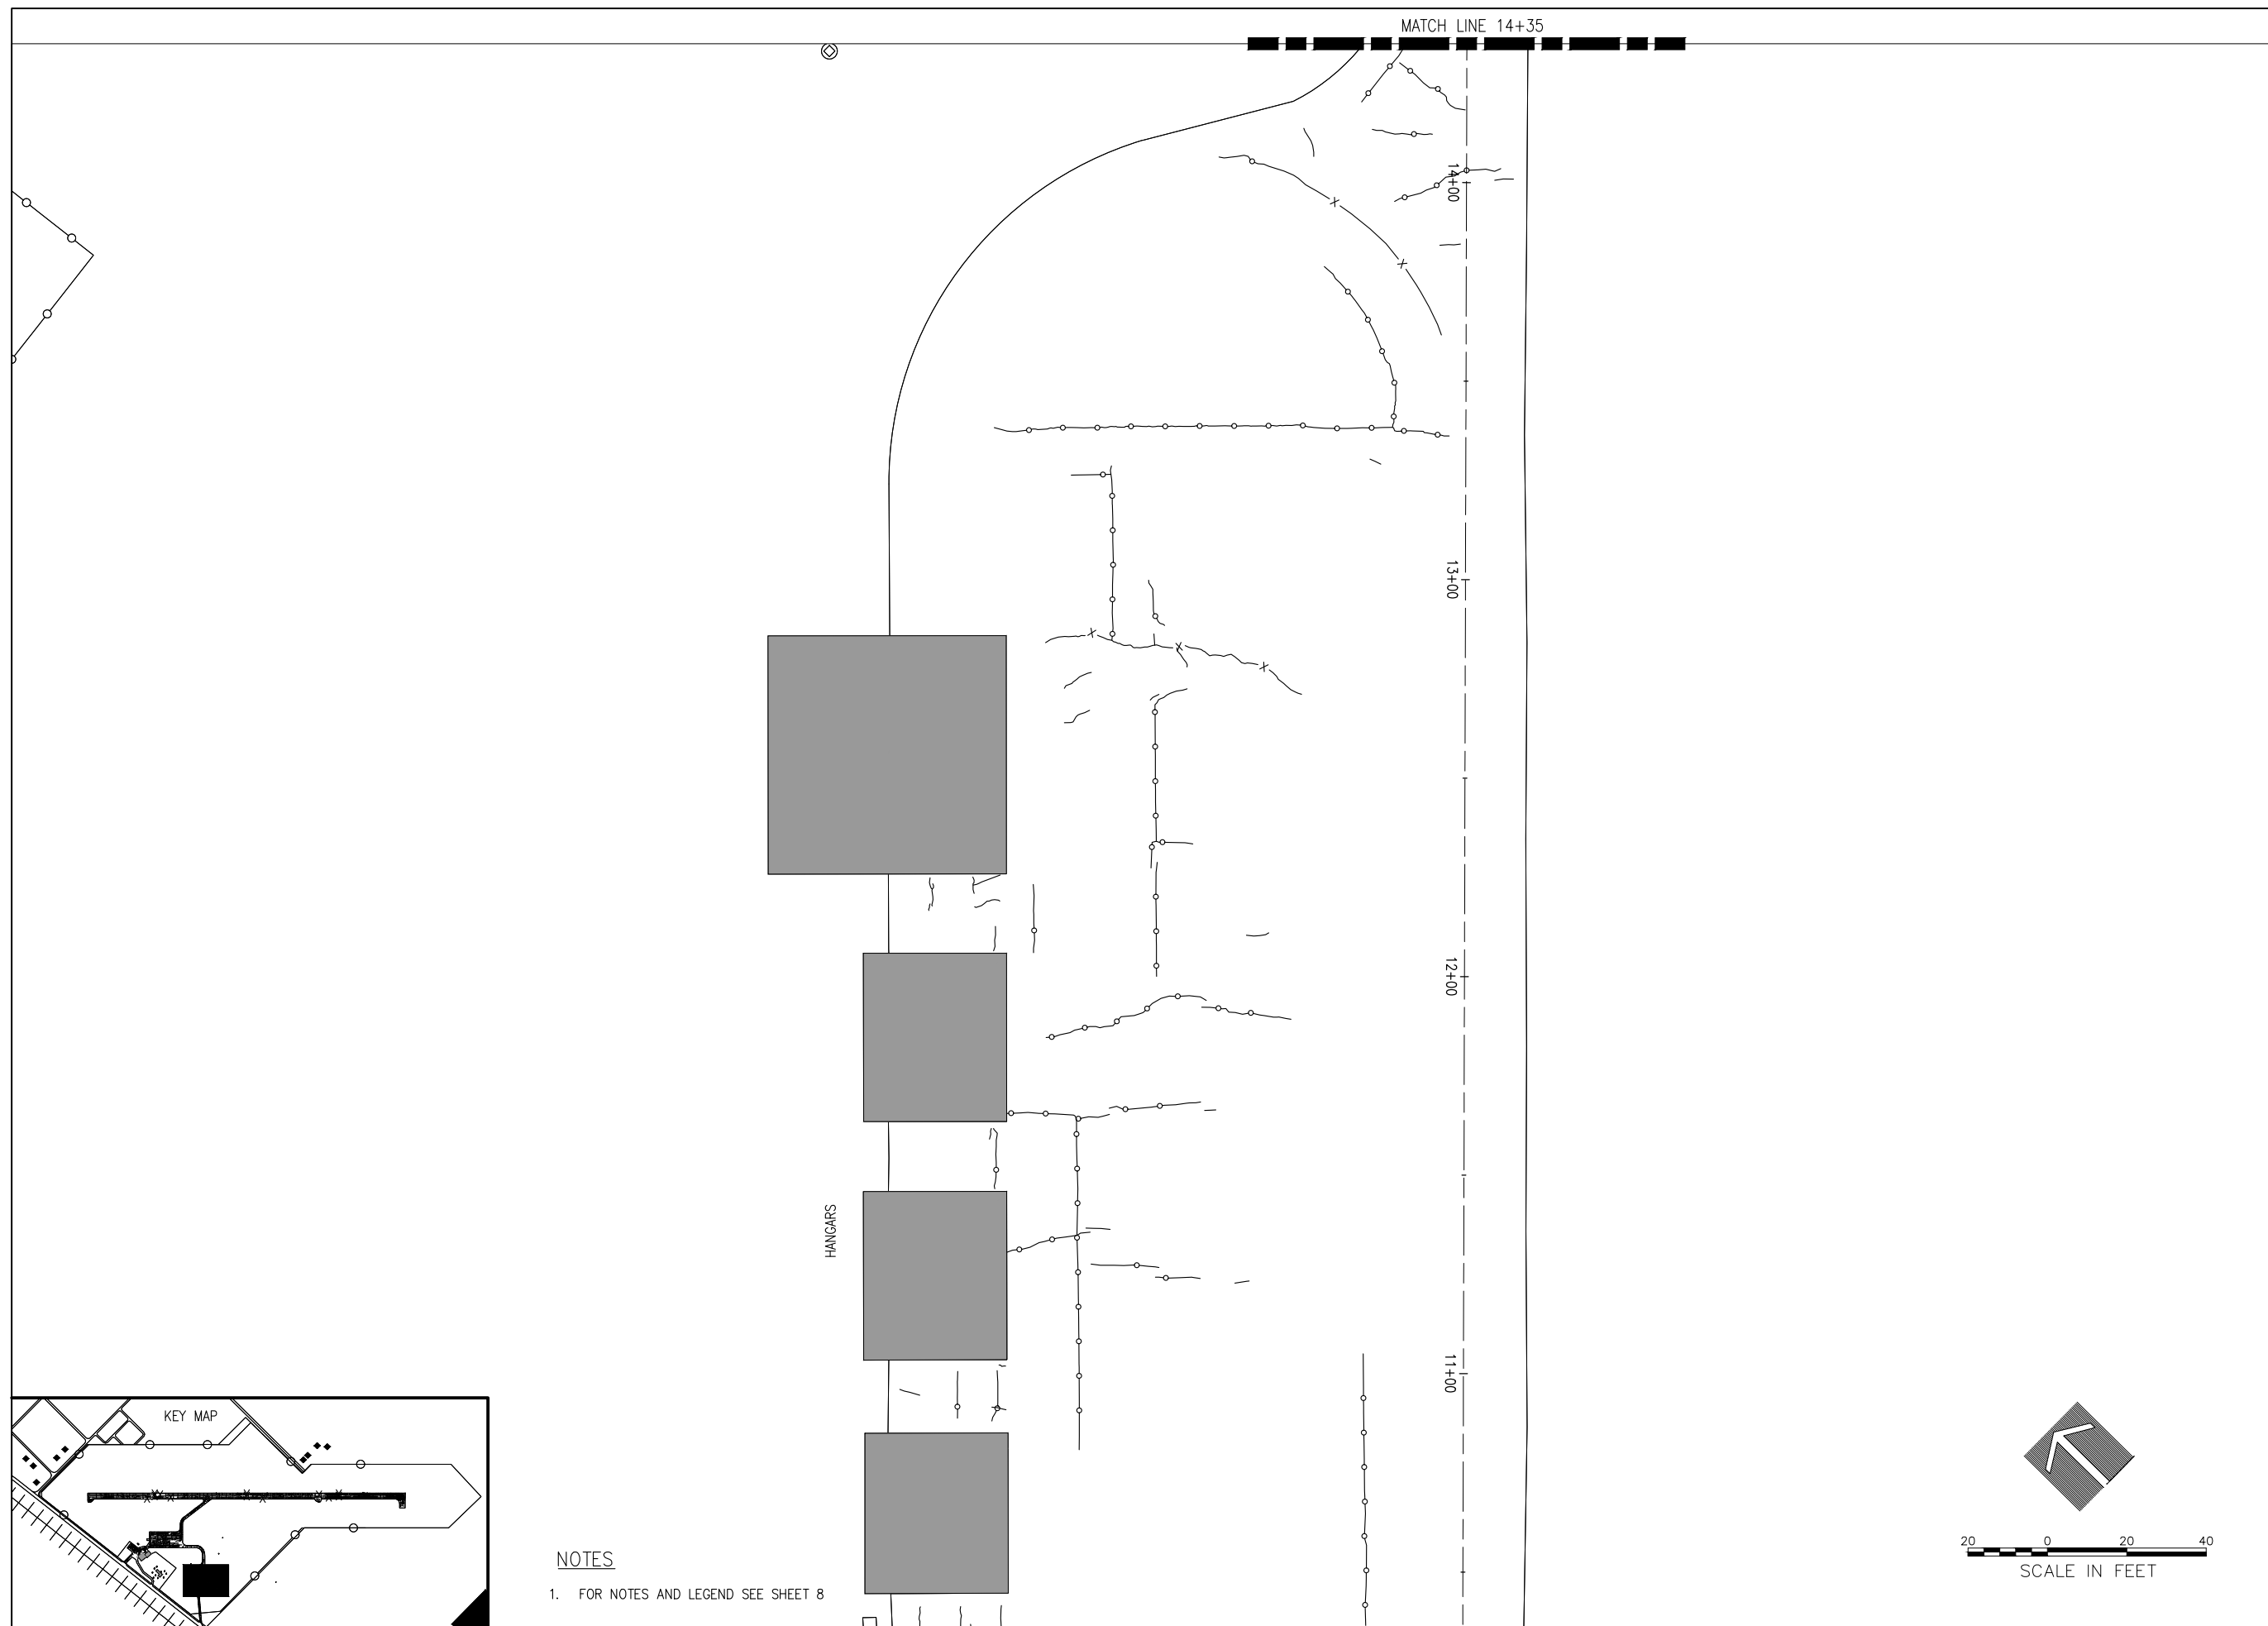 MATCH LINE 14+35
14+00
13+00
12+00
HANGARS
11+00
KEY MAP
NOTES
1. FOR NOTES AND LEGEND SEE SHEET 8
20 0 20 40
SCALE IN FEET